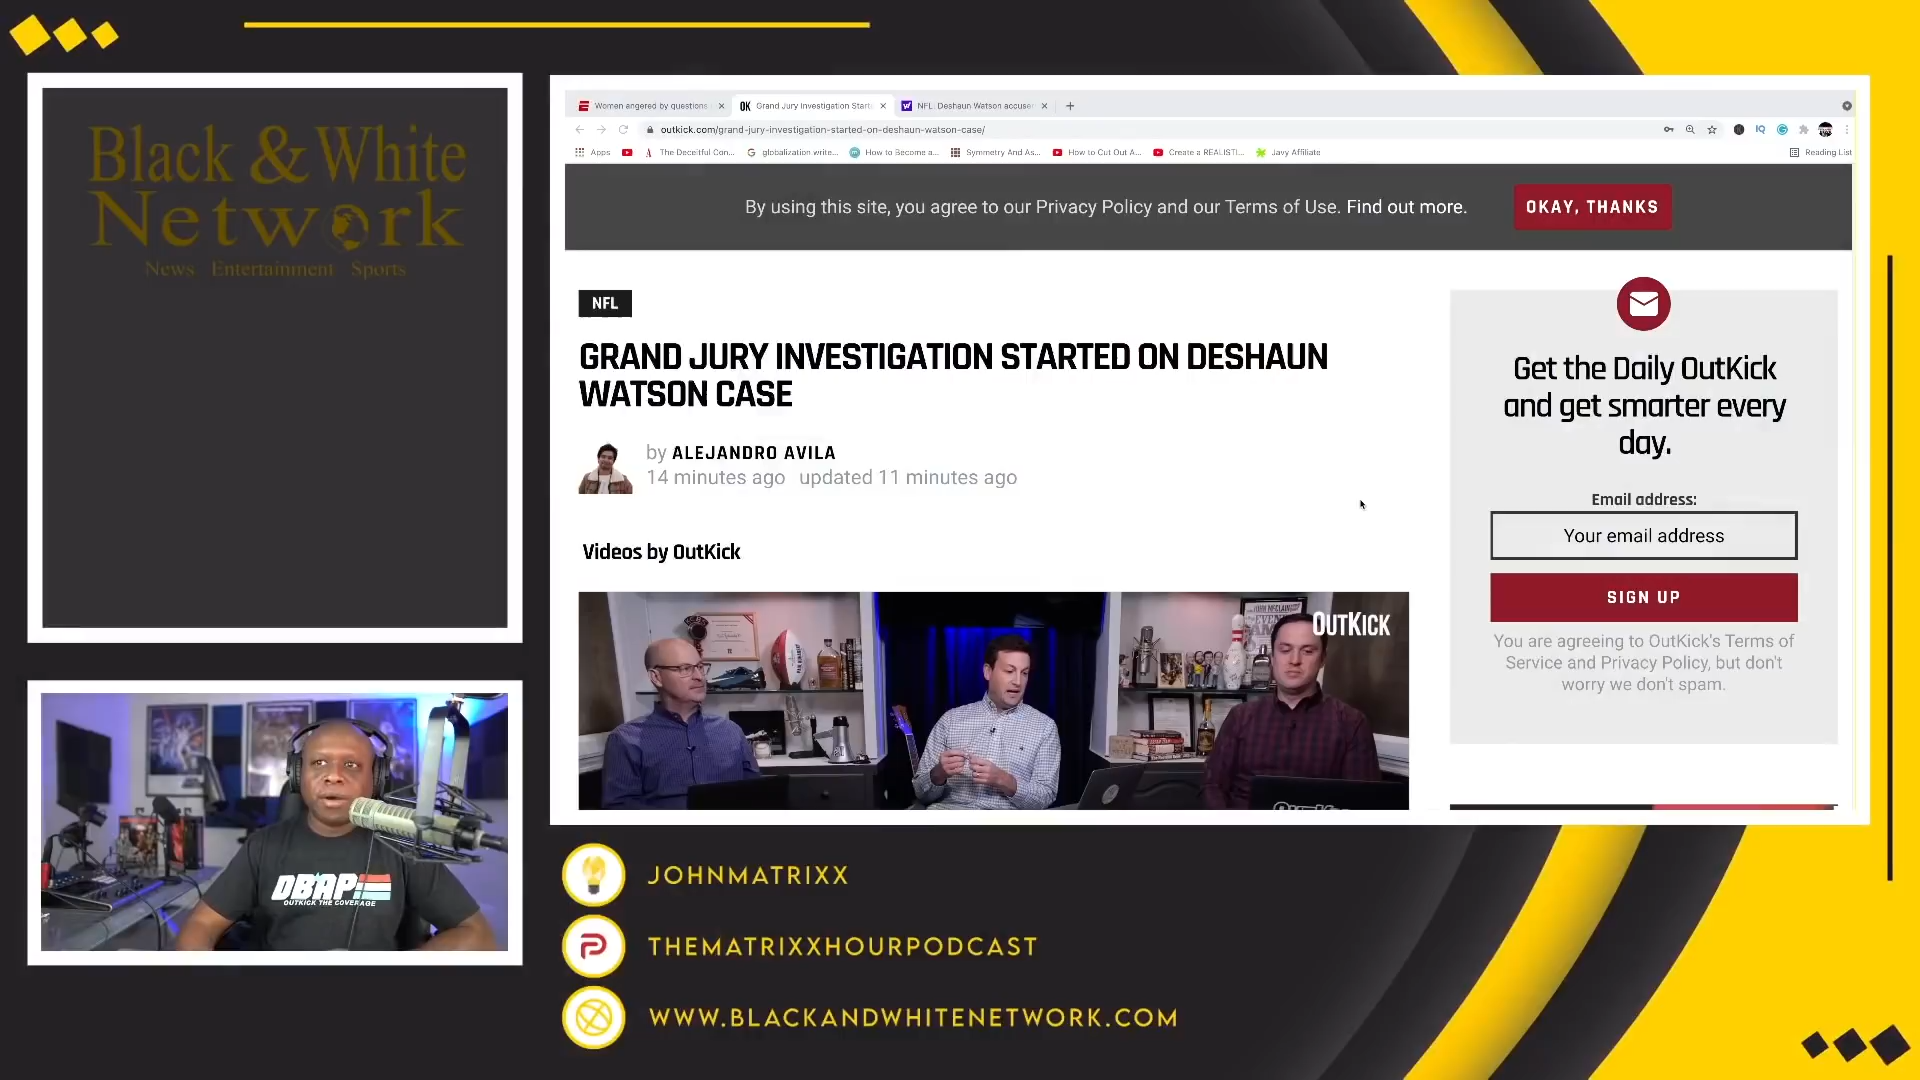 Black & White
Network
News Entertainment Sports
Women angered by questions
OK Grand Jury Investigation Start
NFL: Deshaun Watson accuse
outkick.com/grand-jury-investigation-started-on-deshaun-watson-case/
IQ
Apps
The Deceitful Con...
globalization write...
How to Become a...
Symmetry And As...
How to Cut Out A...
Create a REALISTI...
Javy Affiliate
Reading List
By using this site, you agree to our Privacy Policy and our Terms of Use. Find out more.
OKAY, THANKS
NFL
GRAND JURY INVESTIGATION STARTED ON DESHAUN
WATSON CASE
by ALEJANDRO AVILA
14 minutes ago updated 11 minutes ago
Videos by OutKick
OUTKICK
OUTKICK
Get the Daily OutKick
and get smarter every
day.
Email address:
Your email address
SIGN UP
You are agreeing to OutKick's Terms of
Service and Privacy Policy, but don't
worry we don't spam.
DBAP
OUTKICK THE COVERAGE
JOHNMATRIXX
THEMATRIXXHOURPODCAST
WWW.BLACKANDWHITENETWORK.COM